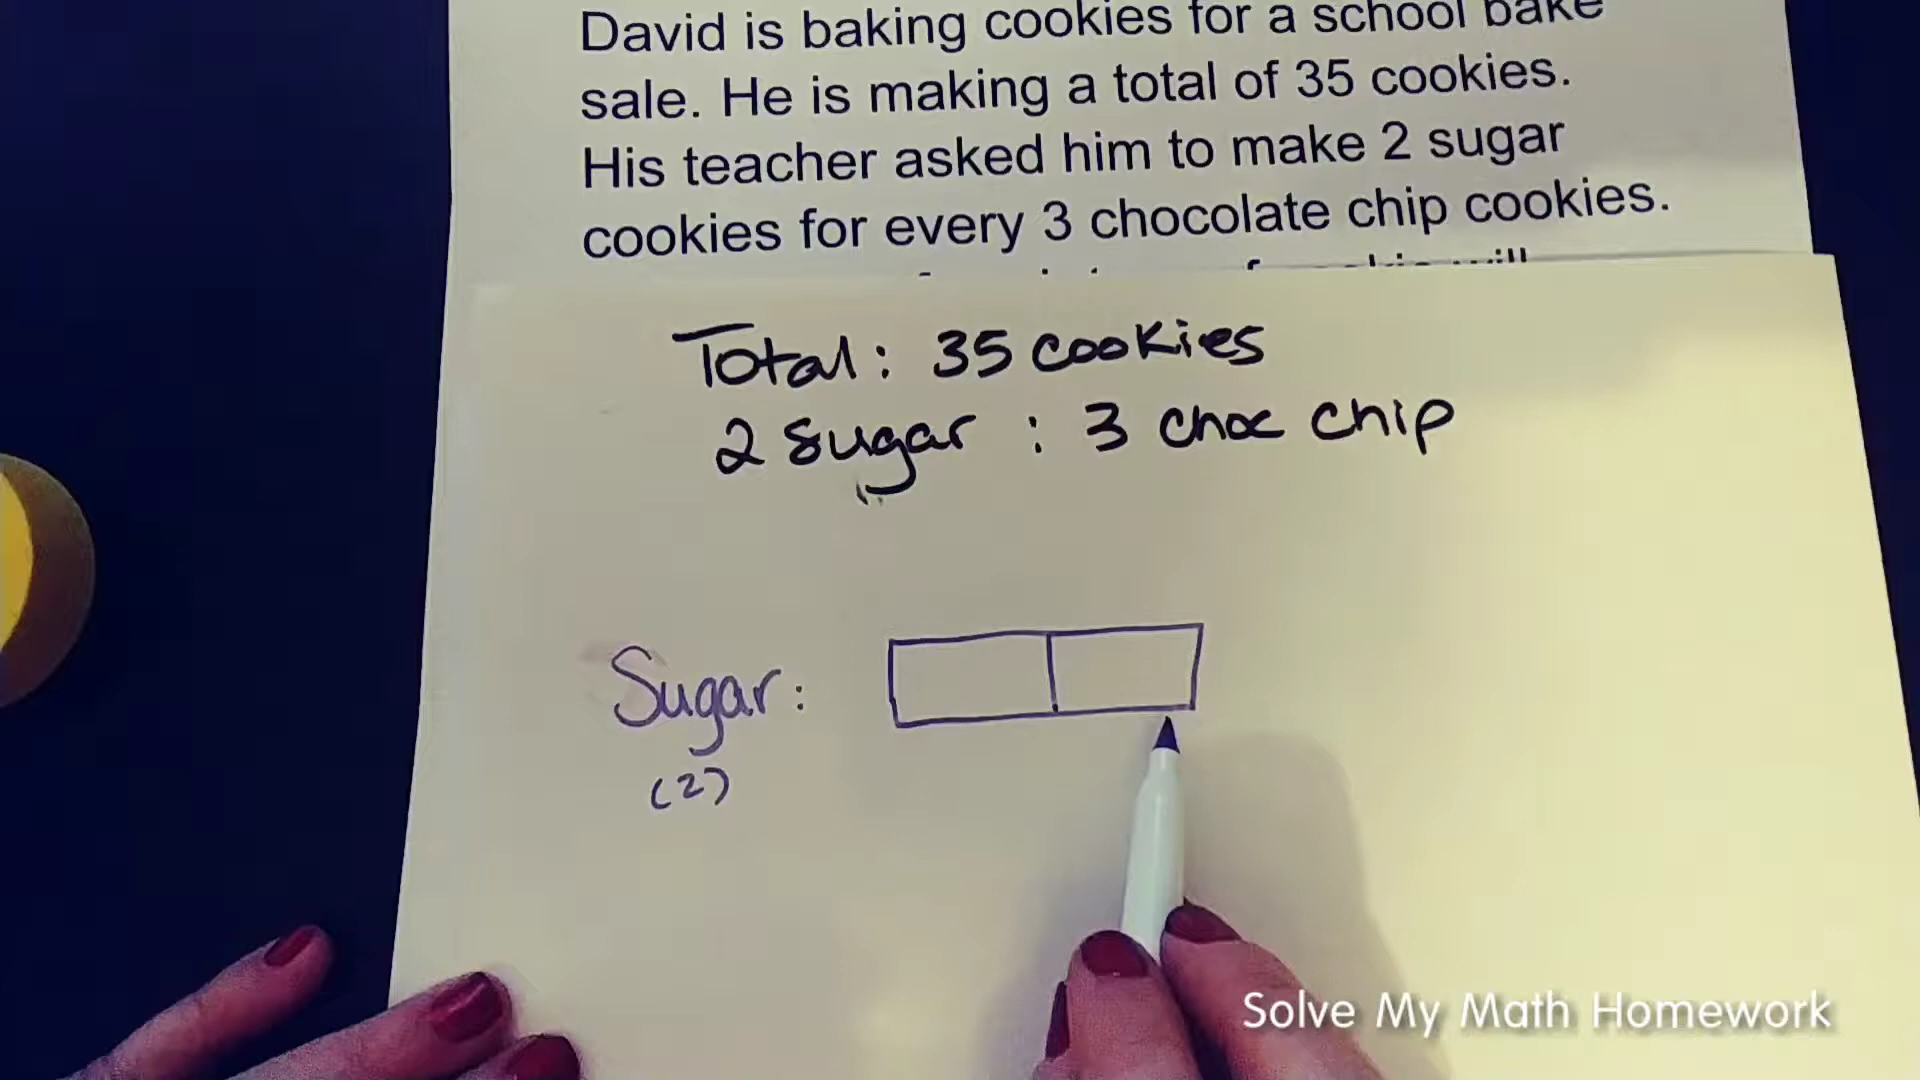 David is baking cookies for a school bake
sale. He is making a total of 35 cookies.
His teacher asked him to make 2 sugar
cookies for every 3 chocolate chip cookies.
Total: 35 cookies
2 sugar : 3 choc chip
Sugar:
(2)
Solve My Math Homework